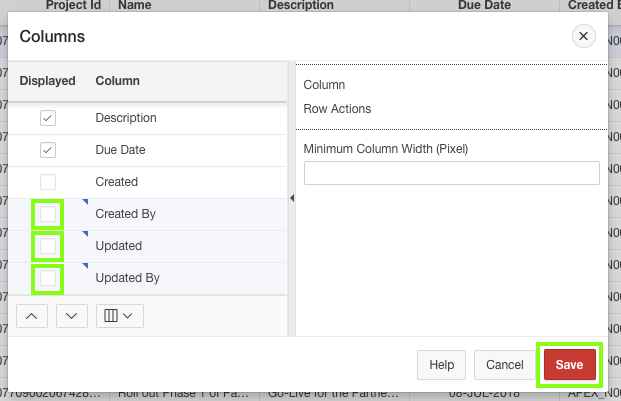 Project Id Name Description Due Date Created B
Columns
Displayed Column
Description
Due Date
Created
Created By
Updated
Updated By
Column
Row Actions
Minimum Column Width (Pixel)
Help Cancel Save
Roll out Phase 1 of Pa... Go-Live for the Partne... 08-JUL-2018 APEX_N00